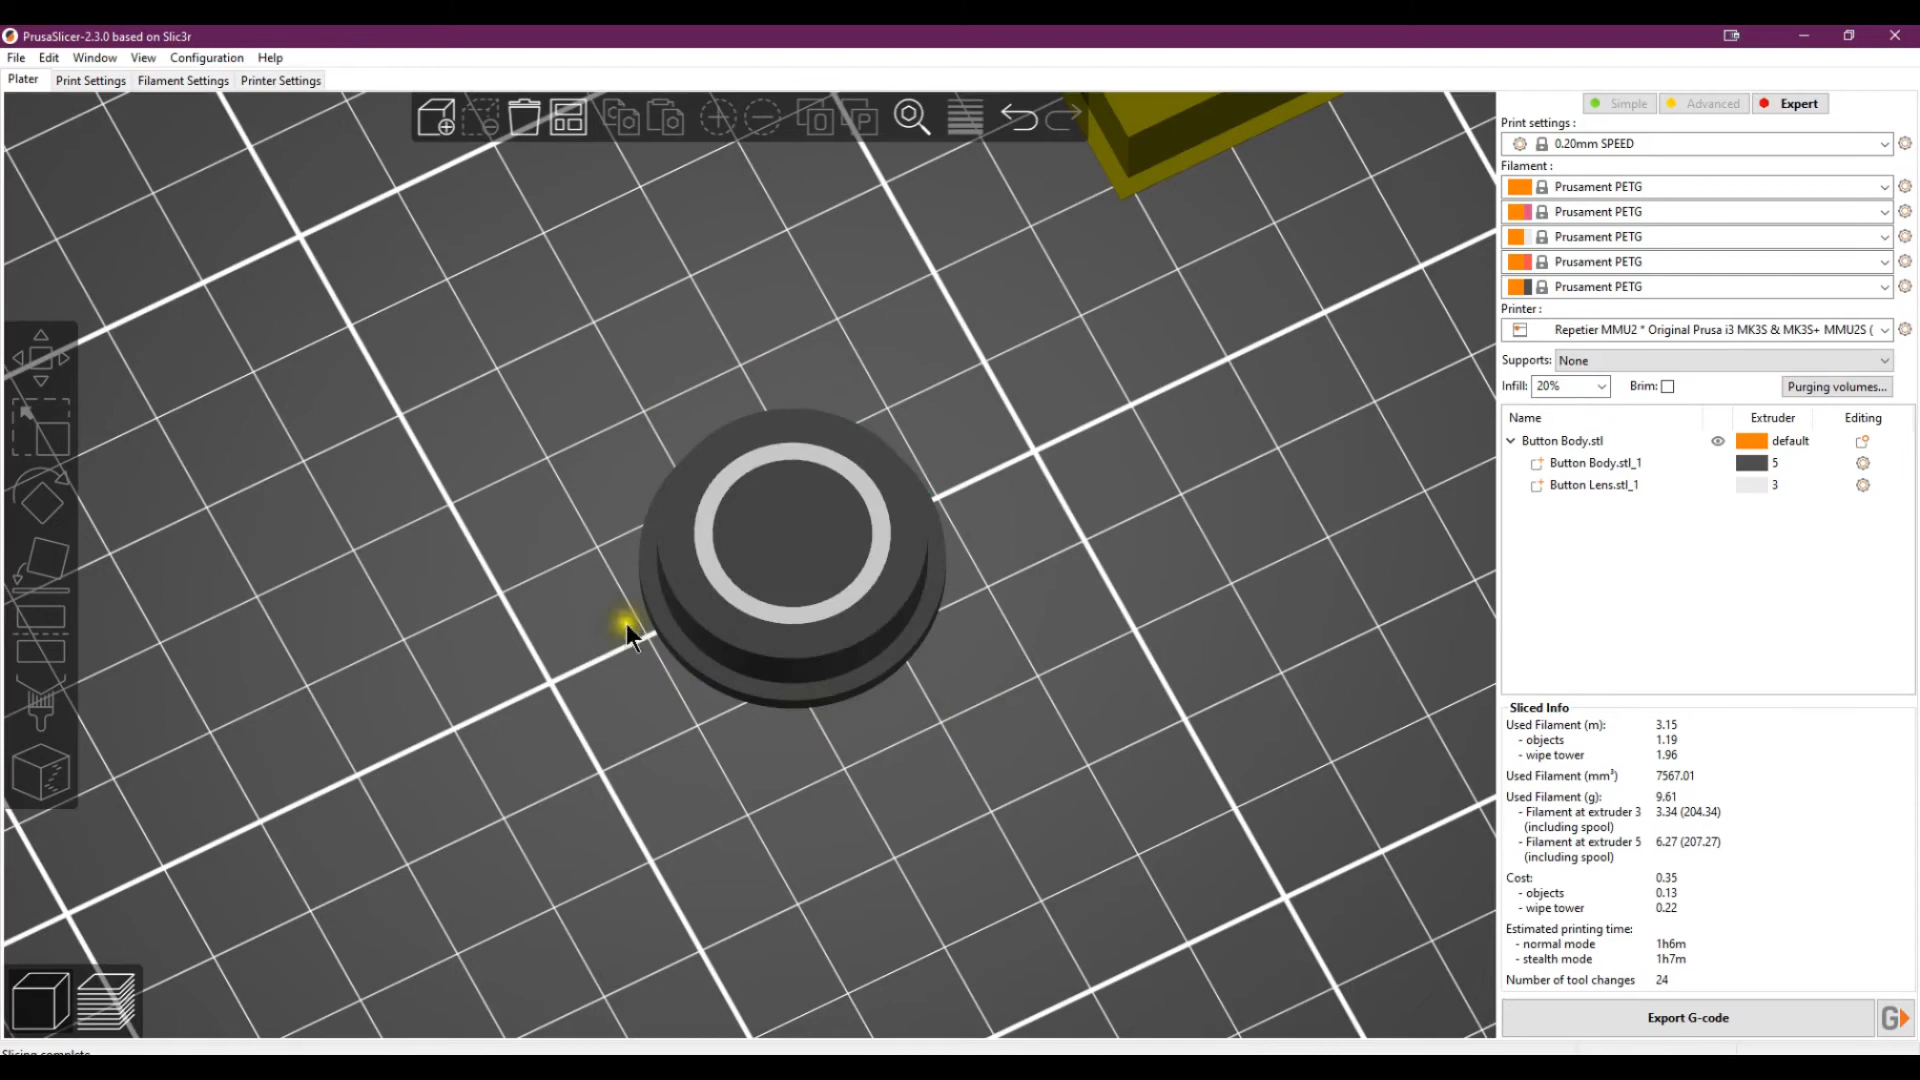 PrusaSlicer-2.3.0 based on Slic3r
File Edit Window View Configuration Help
Plater Print Settings Filament Settings Printer Settings
Simple Advanced Expert
Print settings :
0.20mm SPEED
Filament :
Prusament PETG
Prusament PETG
Prusament PETG
Prusament PETG
Prusament PETG
Printer :
Repetier MMU2 * Original Prusa i3 MK3S & MK3S+ MMU2S (
Supports: None
Infill: 20% Brim: Purging volumes...
Name Extruder Editing
Button Body.stl default
Button Body.stl_1 5
Button Lens.stl_1 3
Sliced Info
Used Filament (m): 3.15
- objects 1.19
- wipe tower 1.96
Used Filament (mm³) 7567.01
Used Filament (g): 9.61
- Filament at extruder 3 3.34 (204.34)
(including spool)
- Filament at extruder 5 6.27 (207.27)
(including spool)
Cost: 0.35
- objects 0.13
- wipe tower 0.22
Estimated printing time:
- normal mode 1h6m
- stealth mode 1h7m
Number of tool changes 24
Export G-code
Slicing complete